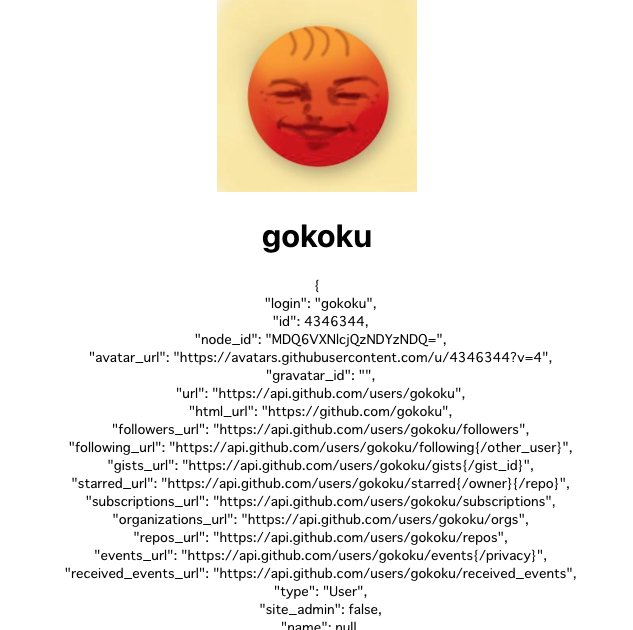 gokoku
{
"login": "gokoku",
"id": 4346344,
"node_id": "MDQ6VXNlcjQzNDYzNDQ=",
"avatar_url": "https://avatars.githubusercontent.com/u/4346344?v=4",
"gravatar_id": "",
"url": "https://api.github.com/users/gokoku",
"html_url": "https://github.com/gokoku",
"followers_url": "https://api.github.com/users/gokoku/followers",
"following_url": "https://api.github.com/users/gokoku/following{/other_user}",
"gists_url": "https://api.github.com/users/gokoku/gists{/gist_id}",
"starred_url": "https://api.github.com/users/gokoku/starred{/owner}{/repo}",
"subscriptions_url": "https://api.github.com/users/gokoku/subscriptions",
"organizations_url": "https://api.github.com/users/gokoku/orgs",
"repos_url": "https://api.github.com/users/gokoku/repos",
"events_url": "https://api.github.com/users/gokoku/events{/privacy}",
"received_events_url": "https://api.github.com/users/gokoku/received_events",
"type": "User",
"site_admin": false,
"name": null,